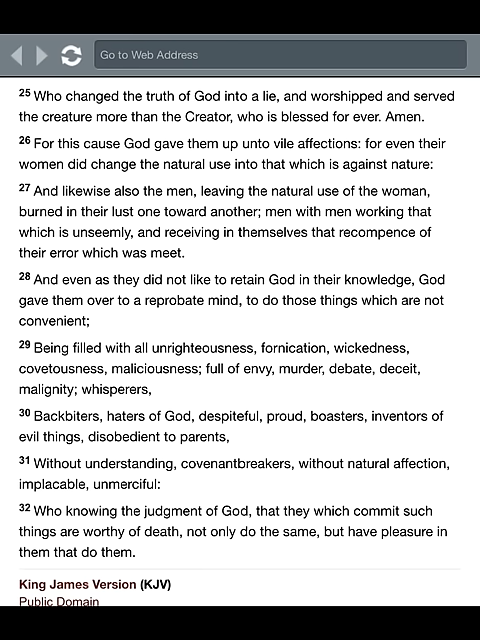 Go to Web Address
25 Who changed the truth of God into a lie, and worshipped and served
the creature more than the Creator, who is blessed for ever. Amen.
26 For this cause God gave them up unto vile affections: for even their
women did change the natural use into that which is against nature:
27 And likewise also the men, leaving the natural use of the woman,
burned in their lust one toward another; men with men working that
which is unseemly, and receiving in themselves that recompence of
their error which was meet.
28 And even as they did not like to retain God in their knowledge, God
gave them over to a reprobate mind, to do those things which are not
convenient;
29 Being filled with all unrighteousness, fornication, wickedness,
covetousness, maliciousness; full of envy, murder, debate, deceit,
malignity; whisperers,
30 Backbiters, haters of God, despiteful, proud, boasters, inventors of
evil things, disobedient to parents,
31 Without understanding, covenantbreakers, without natural affection,
implacable, unmerciful:
32 Who knowing the judgment of God, that they which commit such
things are worthy of death, not only do the same, but have pleasure in
them that do them.
King James Version (KJV)
Public Domain